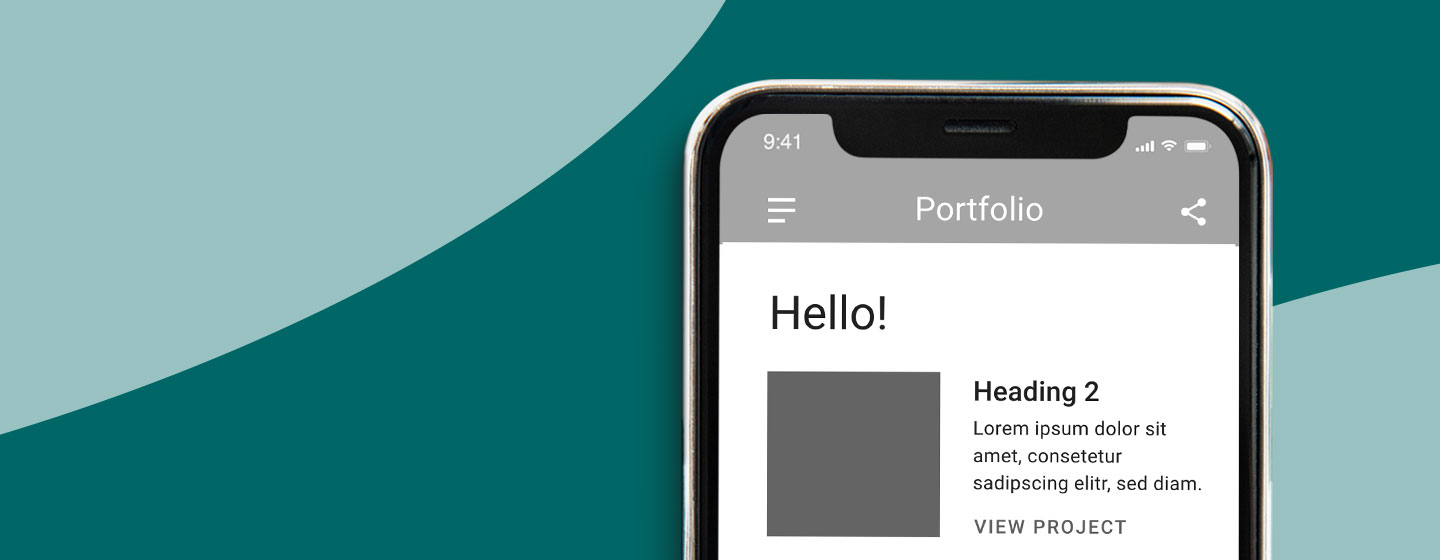 9:41
Portfolio
Hello!
Heading 2
Lorem ipsum dolor sit
amet, consetetur
sadipscing elitr, sed diam.
VIEW PROJECT